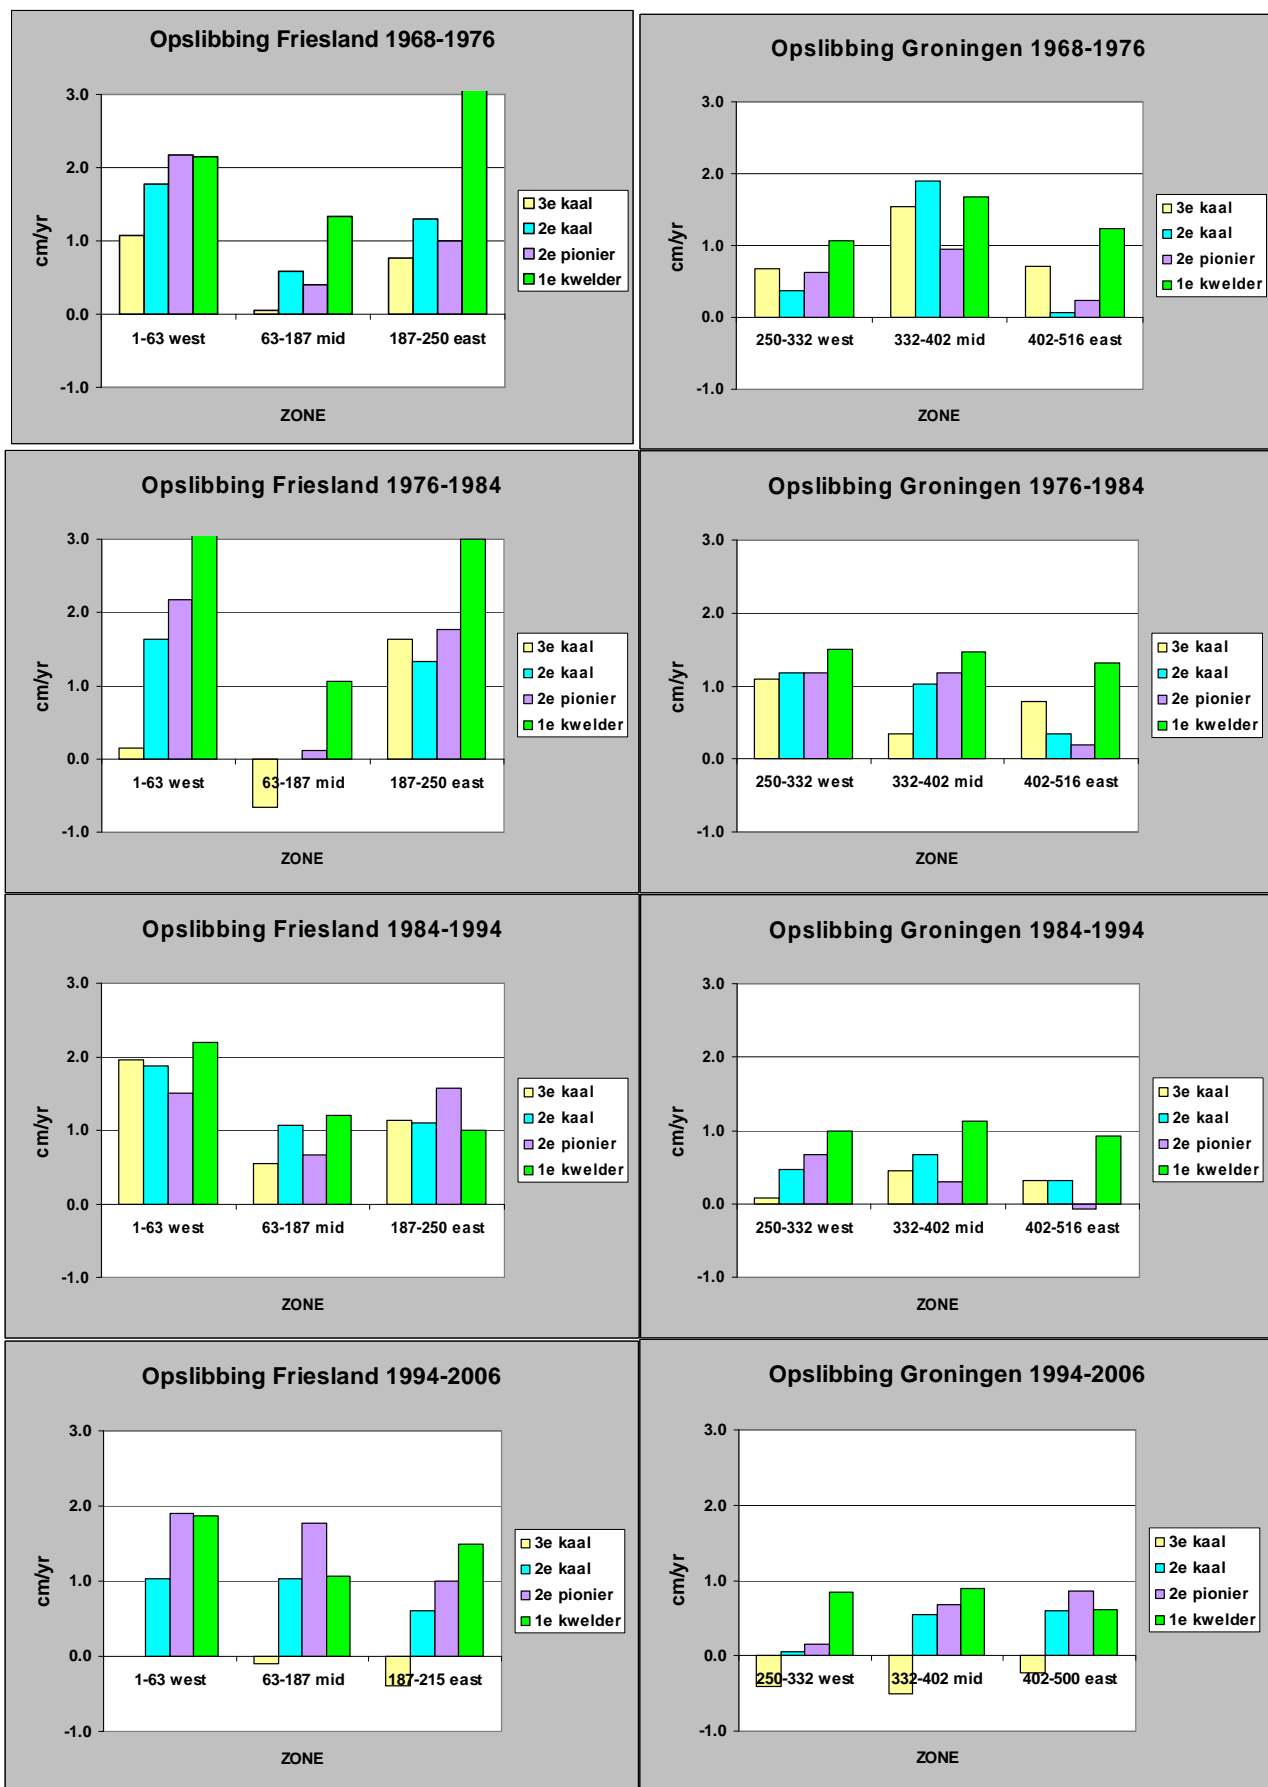 Opslibbing Friesland 1968-1976
3.0
2.0
1.0
0.0
-1.0
cm/yr
1-63 west
63-187 mid
187-250 east
ZONE
3e kaal
2e kaal
2e pionier
1e kwelder
Opslibbing Groningen 1968-1976
3.0
2.0
1.0
0.0
-1.0
cm/yr
250-332 west
332-402 mid
402-516 east
ZONE
3e kaal
2e kaal
2e pionier
1e kwelder
Opslibbing Friesland 1976-1984
3.0
2.0
1.0
0.0
-1.0
cm/yr
1-63 west
63-187 mid
187-250 east
ZONE
3e kaal
2e kaal
2e pionier
1e kwelder
Opslibbing Groningen 1976-1984
3.0
2.0
1.0
0.0
-1.0
cm/yr
250-332 west
332-402 mid
402-516 east
ZONE
3e kaal
2e kaal
2e pionier
1e kwelder
Opslibbing Friesland 1984-1994
3.0
2.0
1.0
0.0
-1.0
cm/yr
1-63 west
63-187 mid
187-250 east
ZONE
3e kaal
2e kaal
2e pionier
1e kwelder
Opslibbing Groningen 1984-1994
3.0
2.0
1.0
0.0
-1.0
cm/yr
250-332 west
332-402 mid
402-516 east
ZONE
3e kaal
2e kaal
2e pionier
1e kwelder
Opslibbing Friesland 1994-2006
3.0
2.0
1.0
0.0
-1.0
cm/yr
1-63 west
63-187 mid
187-215 east
ZONE
3e kaal
2e kaal
2e pionier
1e kwelder
Opslibbing Groningen 1994-2006
3.0
2.0
1.0
0.0
-1.0
cm/yr
250-332 west
332-402 mid
402-500 east
ZONE
3e kaal
2e kaal
2e pionier
1e kwelder